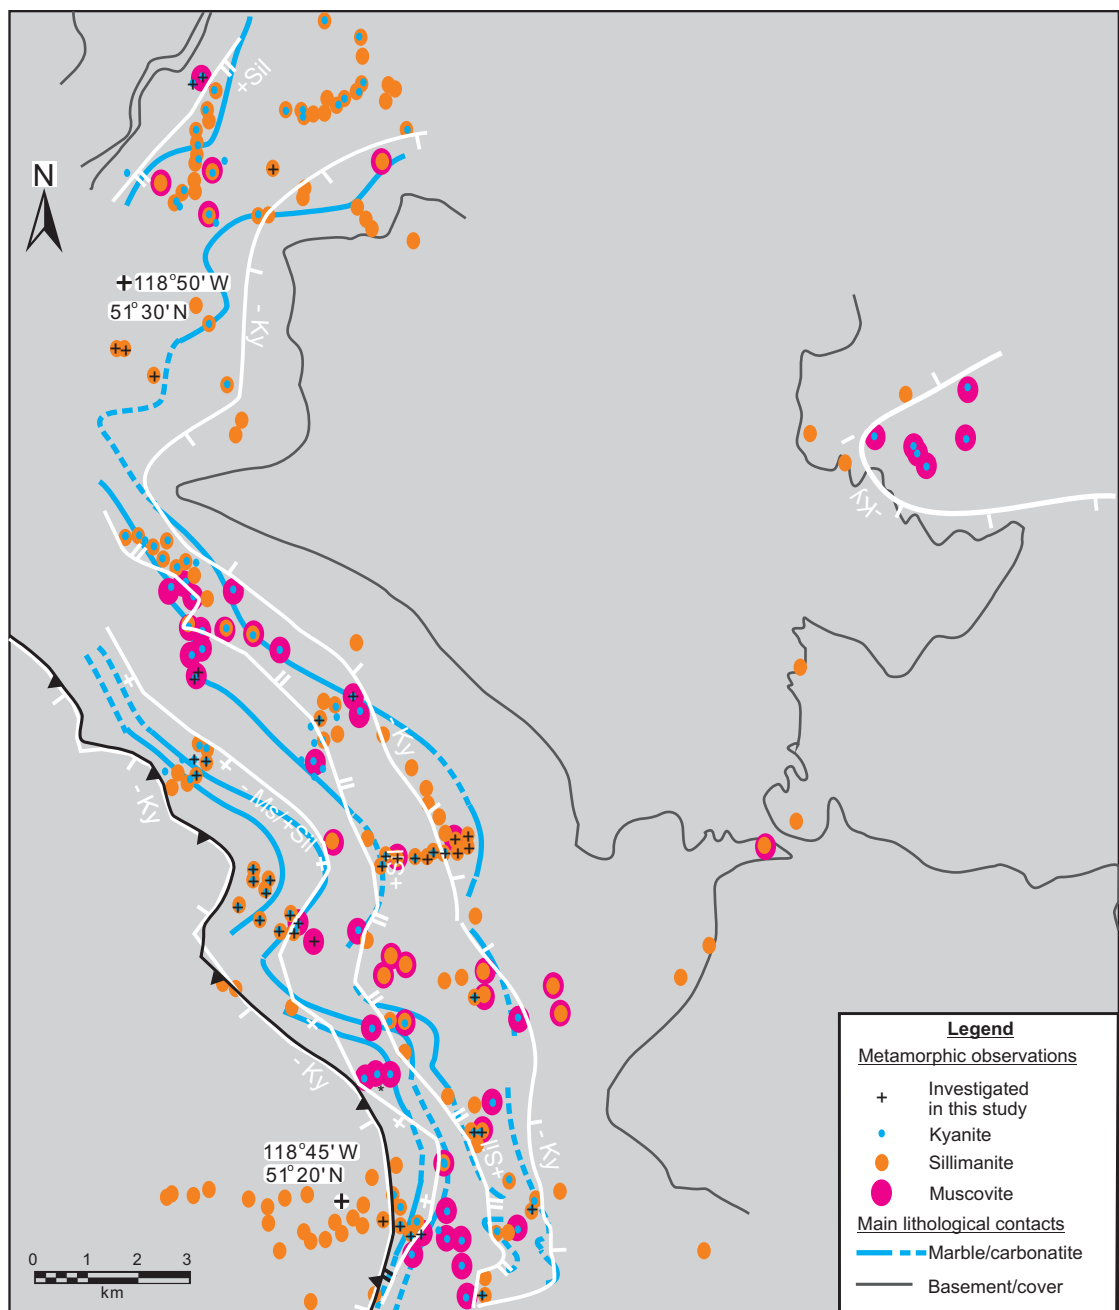 +Sil
N
118°50' W
51°30' N
- Ky
-Ky
- Ky
- Ky
- Ms/+Sil
+Sil
- Ky
*
118°45' W
51°20' N
+Sil
- Ky
0 1 2 3
km
Legend
Metamorphic observations
Investigated
in this study
Kyanite
Sillimanite
Muscovite
Main lithological contacts
Marble/carbonatite
Basement/cover